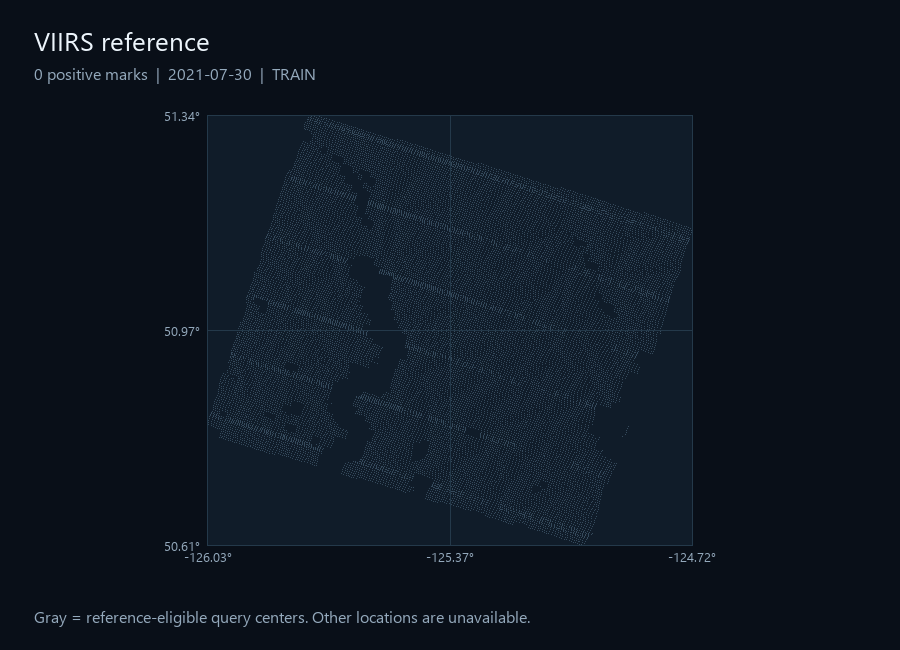 VIIRS reference
0 positive marks | 2021-07-30 | TRAIN
51.34°
50.97°
50.61°
-126.03° -125.37° -124.72°
Gray = reference-eligible query centers. Other locations are unavailable.